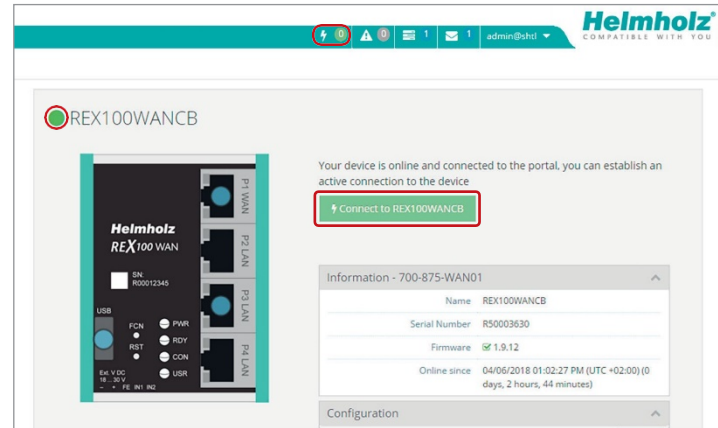 0 0 1 1 admin@shtl
Helmholz®
COMPATIBLE WITH YOU
REX100WANCB
Your device is online and connected to the portal, you can establish an
active connection to the device
Connect to REX100WANCB
Helmholz
REX100 WAN
SN:
R00012345
USB
FCN
RST
PWR
RDY
CON
USR
Ext. V DC
18 ... 30 V
- + FE IN1 IN2
P1 WAN
P2 LAN
P3 LAN
P4 LAN
Information - 700-875-WAN01
Name REX100WANCB
Serial Number R50003630
Firmware 1.9.12
Online since 04/06/2018 01:02:27 PM (UTC +02:00) (0
days, 2 hours, 44 minutes)
Configuration